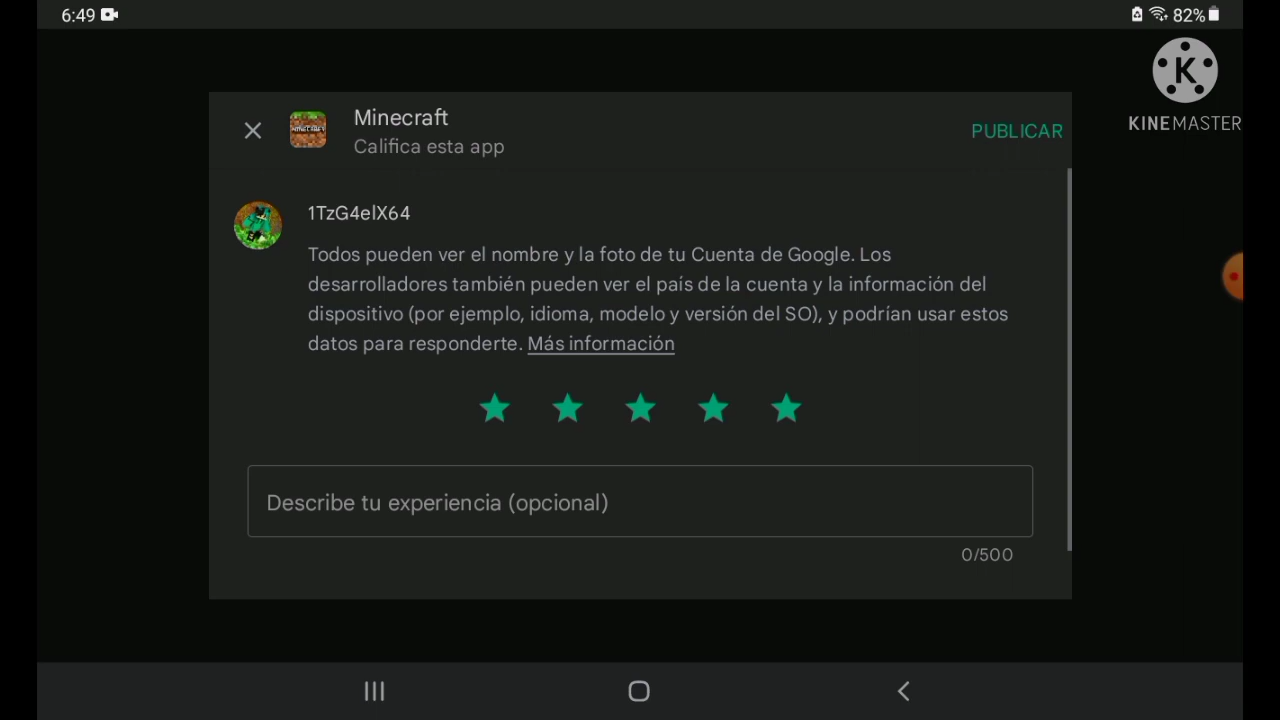 6:49
82%
KINEMASTER
Minecraft
Califica esta app
PUBLICAR
1TzG4elX64
Todos pueden ver el nombre y la foto de tu Cuenta de Google. Los
desarrolladores también pueden ver el país de la cuenta y la información del
dispositivo (por ejemplo, idioma, modelo y versión del SO), y podrían usar estos
datos para responderte. Más información
Describe tu experiencia (opcional)
0/500